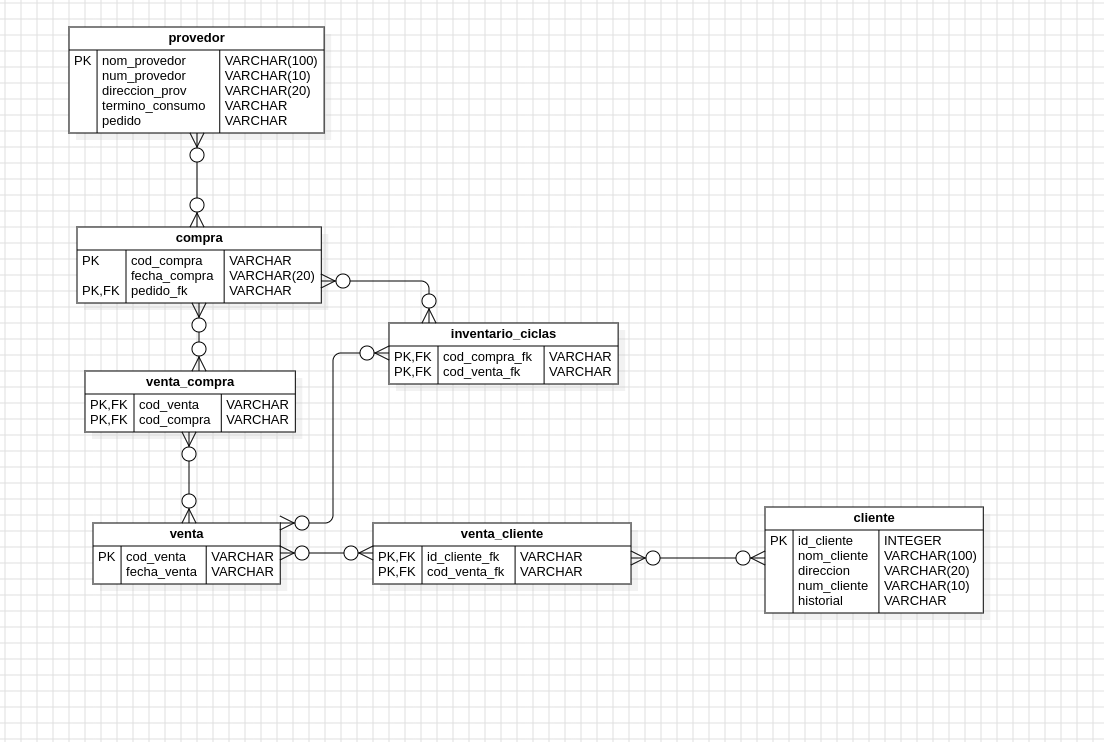 provedor
PK nom_provedor VARCHAR(100)
num_provedor VARCHAR(10)
direccion_prov VARCHAR(20)
termino_consumo VARCHAR
pedido VARCHAR
compra
PK cod_compra VARCHAR
fecha_compra VARCHAR(20)
PK,FK pedido_fk VARCHAR
inventario_ciclas
PK,FK cod_compra_fk VARCHAR
PK,FK cod_venta_fk VARCHAR
venta_compra
PK,FK cod_venta VARCHAR
PK,FK cod_compra VARCHAR
venta
PK cod_venta VARCHAR
fecha_venta VARCHAR
venta_cliente
PK,FK id_cliente_fk VARCHAR
PK,FK cod_venta_fk VARCHAR
cliente
PK id_cliente INTEGER
nom_cliente VARCHAR(100)
direccion VARCHAR(20)
num_cliente VARCHAR(10)
historial VARCHAR